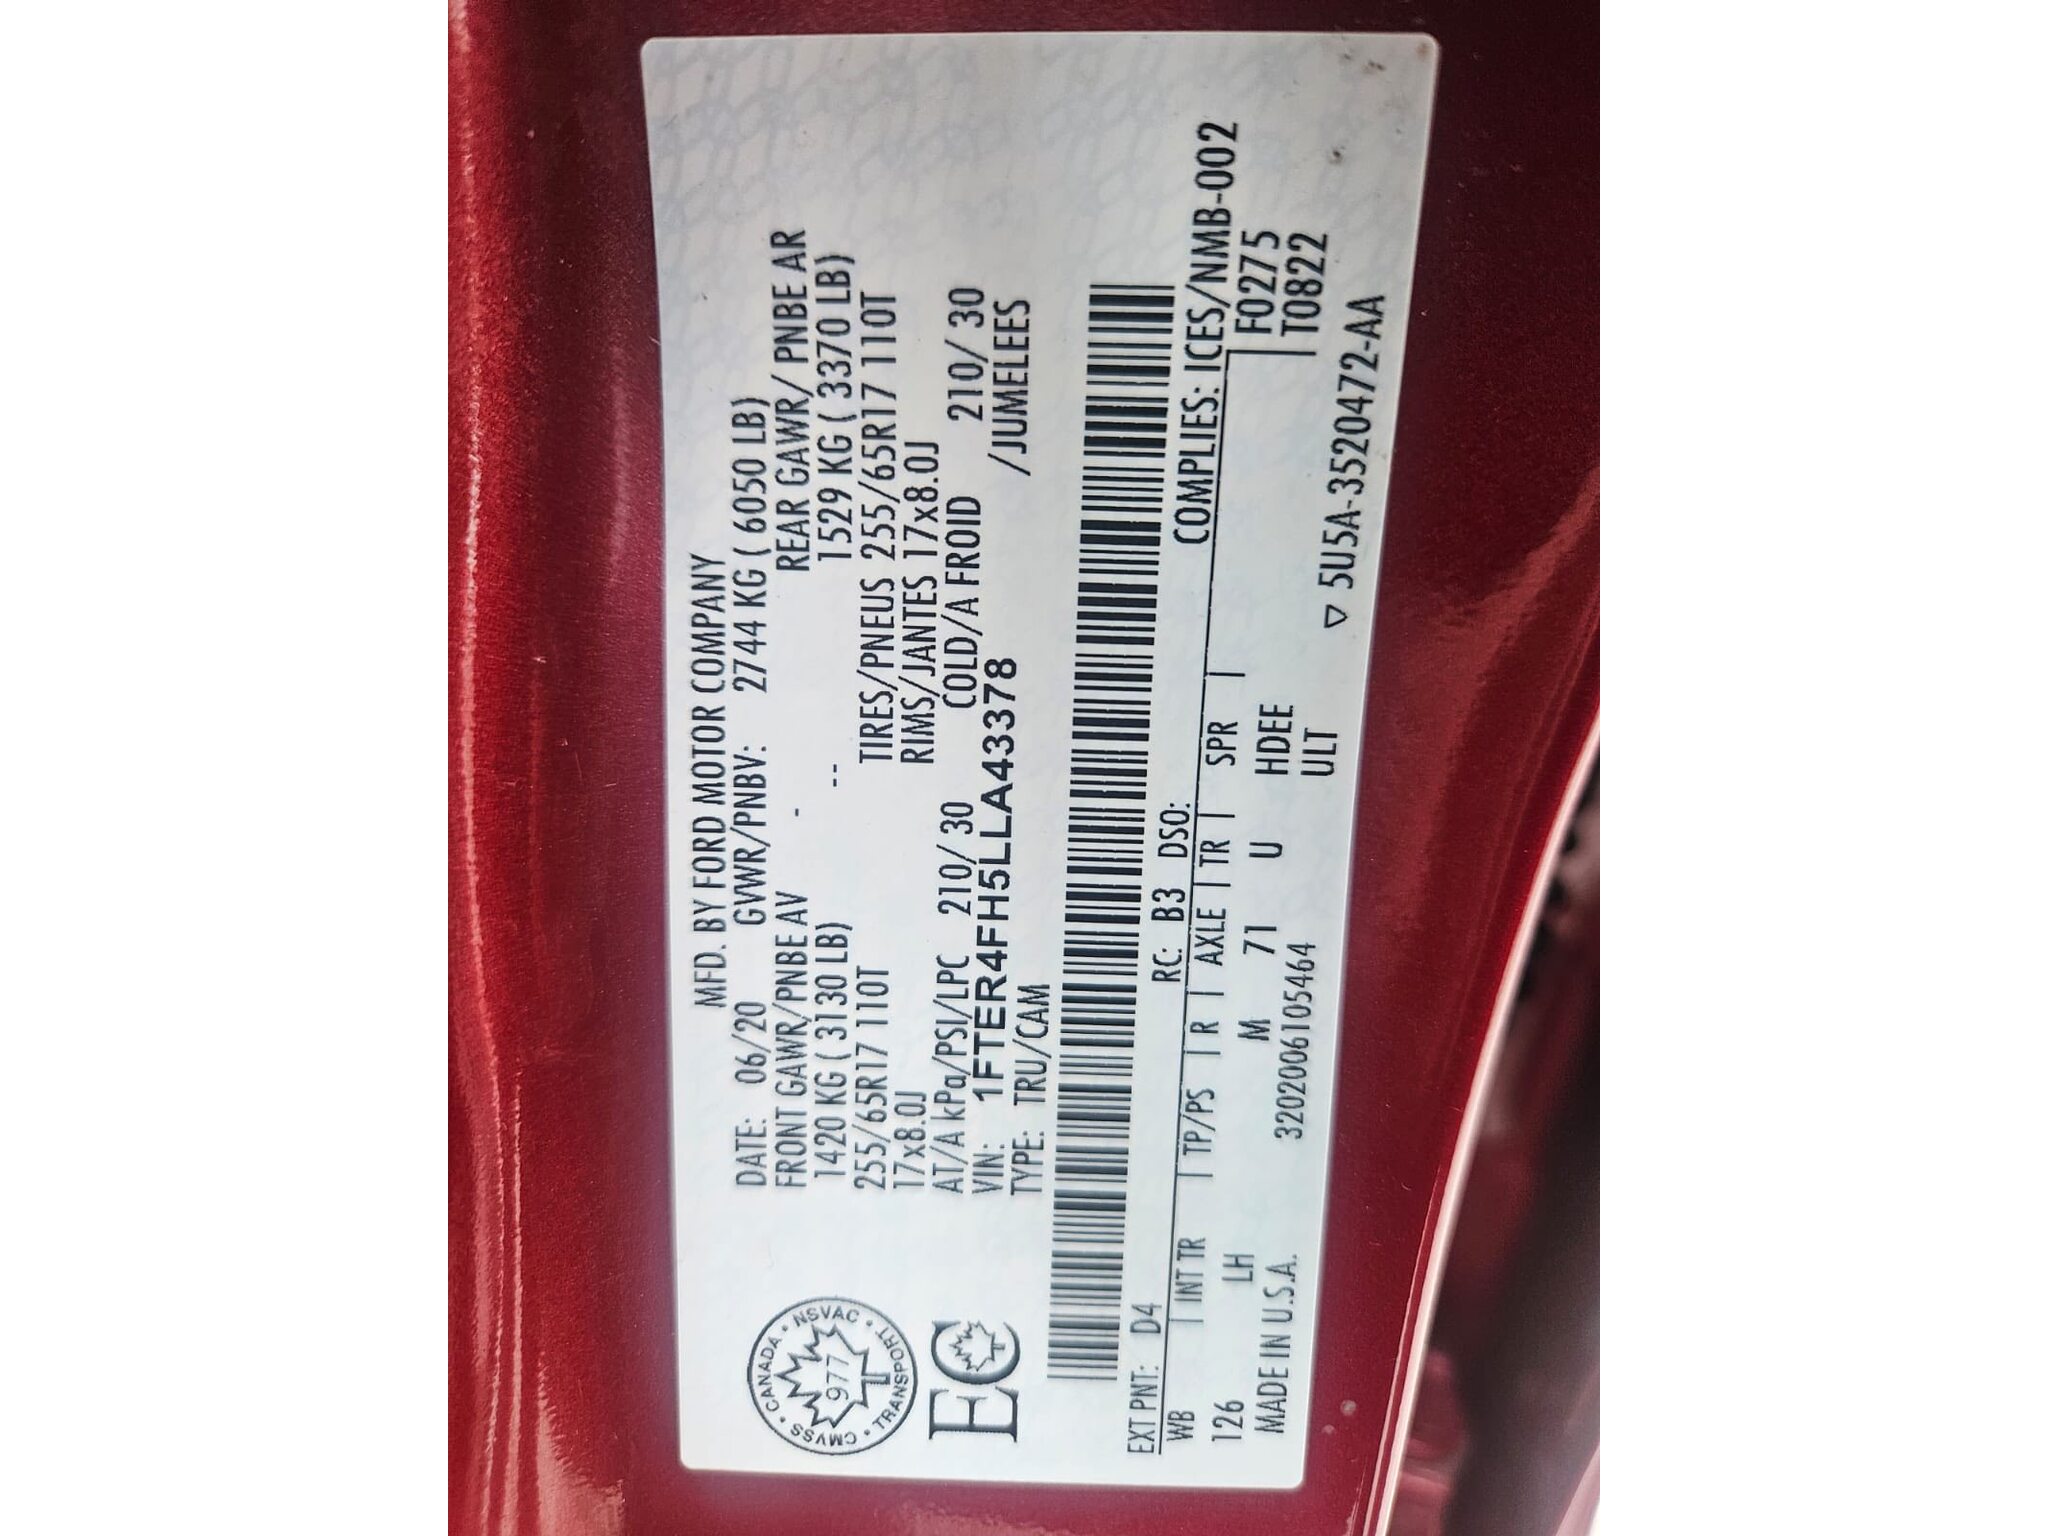 MFD. BY FORD MOTOR COMPANY
DATE: 06/20 GVWR/PNBV: 2744 KG ( 6050 LB)
FRONT GAWR/PNBE AV - REAR GAWR/ PNBE AR
1420 KG ( 3130 LB) -- 1529 KG ( 3370 LB)
255/65R17 110T TIRES/PNEUS 255/65R17 110T
17x8.0J RIMS/JANTES 17x8.0J
AT/A kPa/PSI/LPC 210/ 30 COLD/A FROID 210/ 30
VIN: 1FTER4FH5LLA43378 /JUMELEES
TYPE: TRU/CAM
CANADA • NSVAC • TRANSPORT • CMVSS •
977
EC
EXT PNT: D4 RC: B3 DSO: COMPLIES: ICES/NMB-002
WB | INT TR | TP/PS | R | AXLE | TR | SPR | F0275
126 LH M 71 U HDEE T0822
ULT
MADE IN U.S.A. 3202006105464
▽ 5U5A-3520472-AA